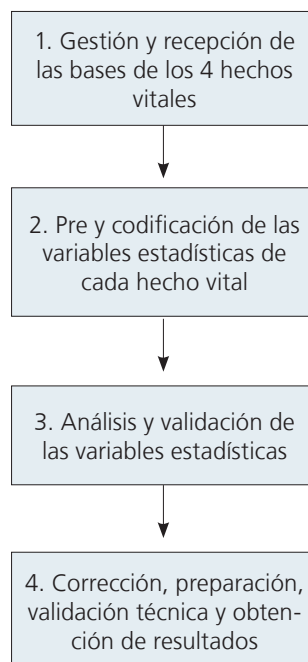 1. Gestión y recepción de
las bases de los 4 hechos
vitales
2. Pre y codificación de las
variables estadísticas de
cada hecho vital
3. Análisis y validación de
las variables estadísticas
4. Corrección, preparación,
validación técnica y obten-
ción de resultados